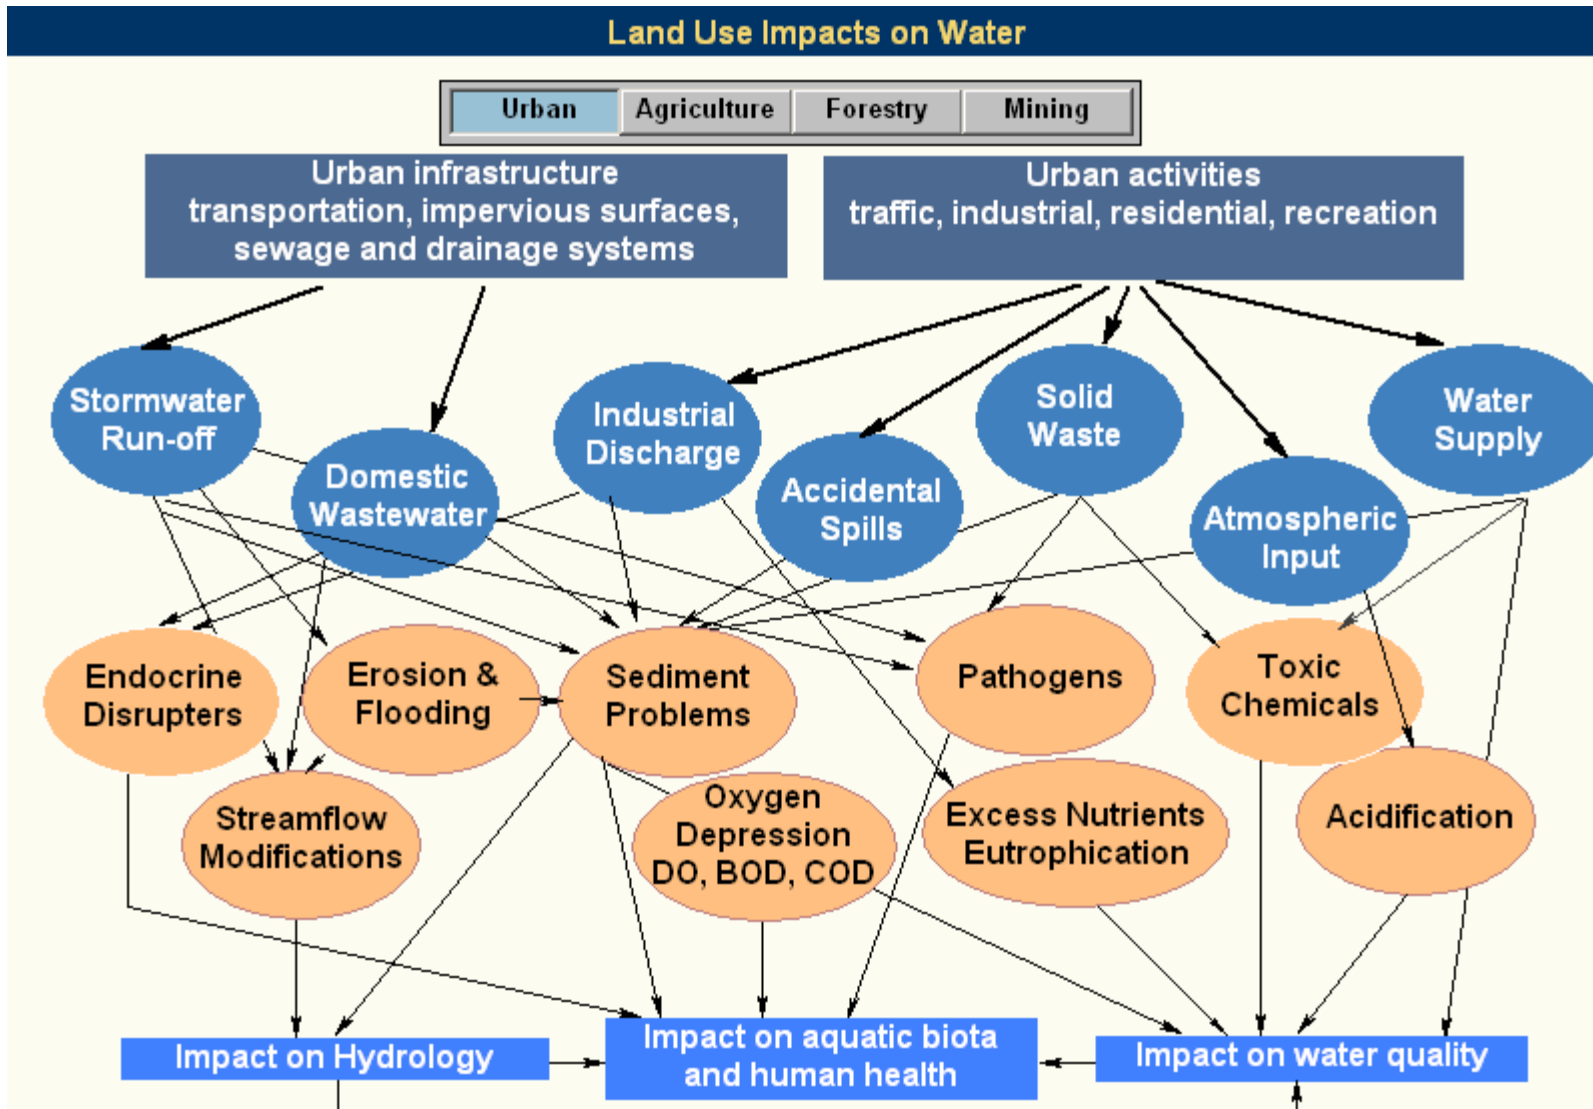 Land Use Impacts on Water
Urban
Agriculture
Forestry
Mining
Urban infrastructure
transportation, impervious surfaces,
sewage and drainage systems
Urban activities
traffic, industrial, residential, recreation
Stormwater
Run-off
Domestic
Wastewater
Industrial
Discharge
Accidental
Spills
Solid
Waste
Atmospheric
Input
Water
Supply
Endocrine
Disrupters
Erosion &
Flooding
Sediment
Problems
Pathogens
Toxic
Chemicals
Streamflow
Modifications
Oxygen
Depression
DO, BOD, COD
Excess Nutrients
Eutrophication
Acidification
Impact on Hydrology
Impact on aquatic biota
and human health
Impact on water quality